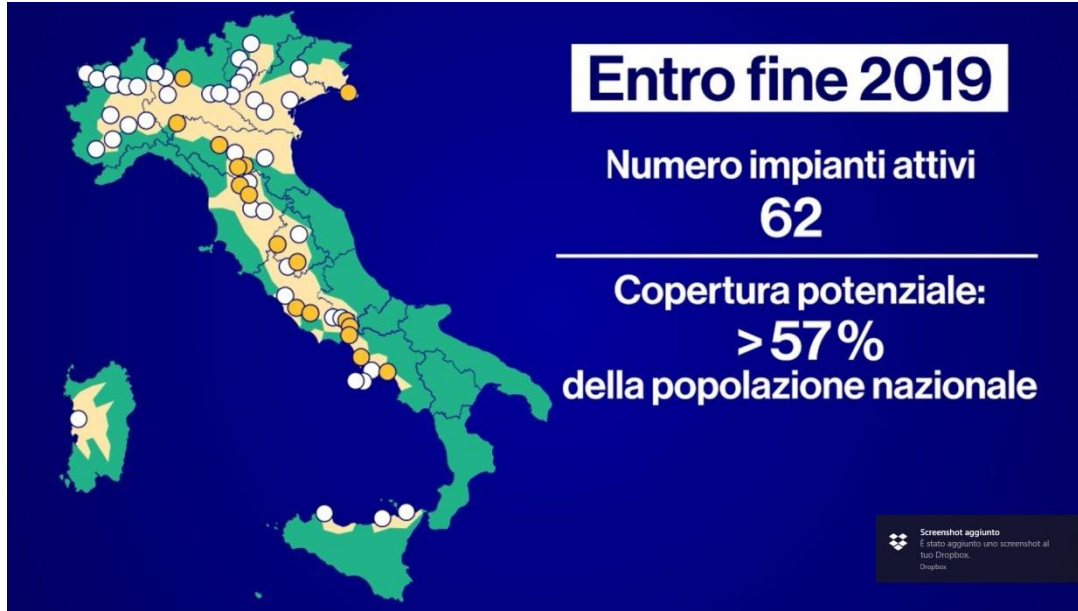 Entro fine 2019
Numero impianti attivi
62
Copertura potenziale:
>57%
della popolazione nazionale
Screenshot aggiunto
È stato aggiunto uno screenshot al
tuo Dropbox.
Dropbox